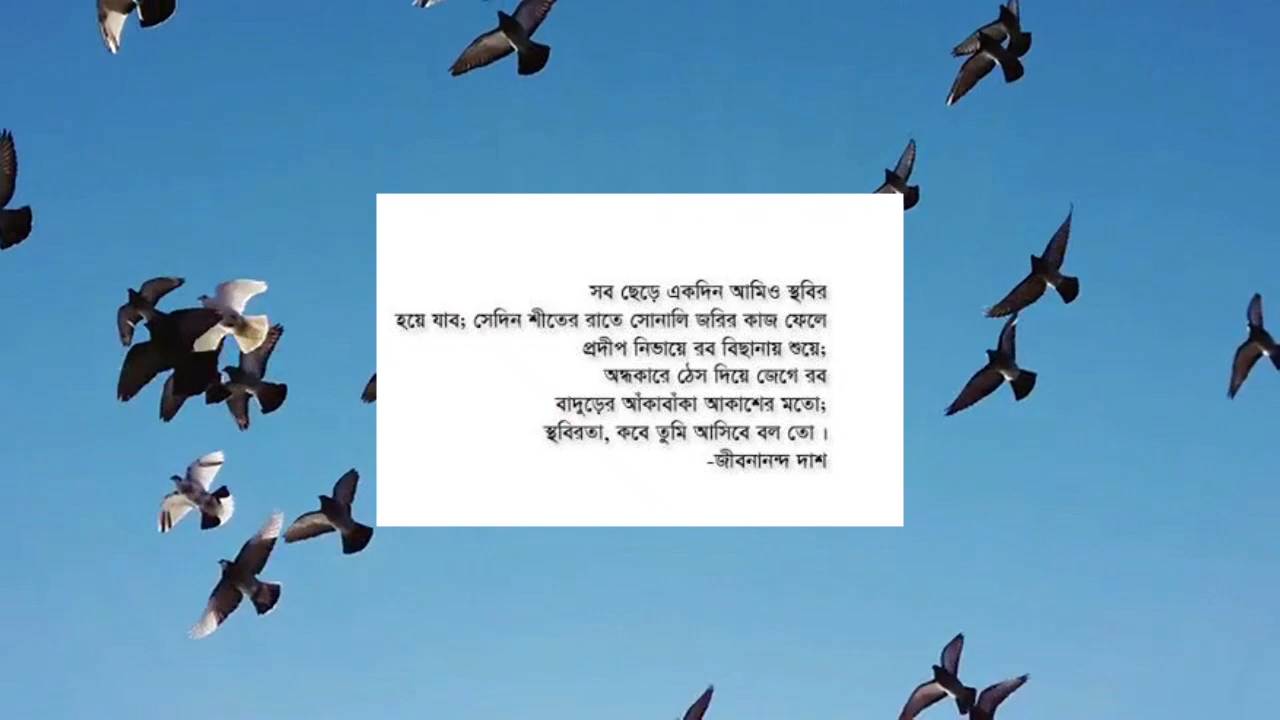 সব ছেড়ে একদিন আমিও স্থবির
হয়ে যাব; সেদিন শীতের রাতে সোনালি জরির কাজ ফেলে
প্রদীপ নিভায়ে রব বিছানায় শুয়ে;
অন্ধকারে ঠেস দিয়ে জেগে রব
বাদুড়ের আঁকাবাঁকা আকাশের মতো;
স্থবিরতা, কবে তুমি আসিবে বল তো ।
-জীবনানন্দ দাশ